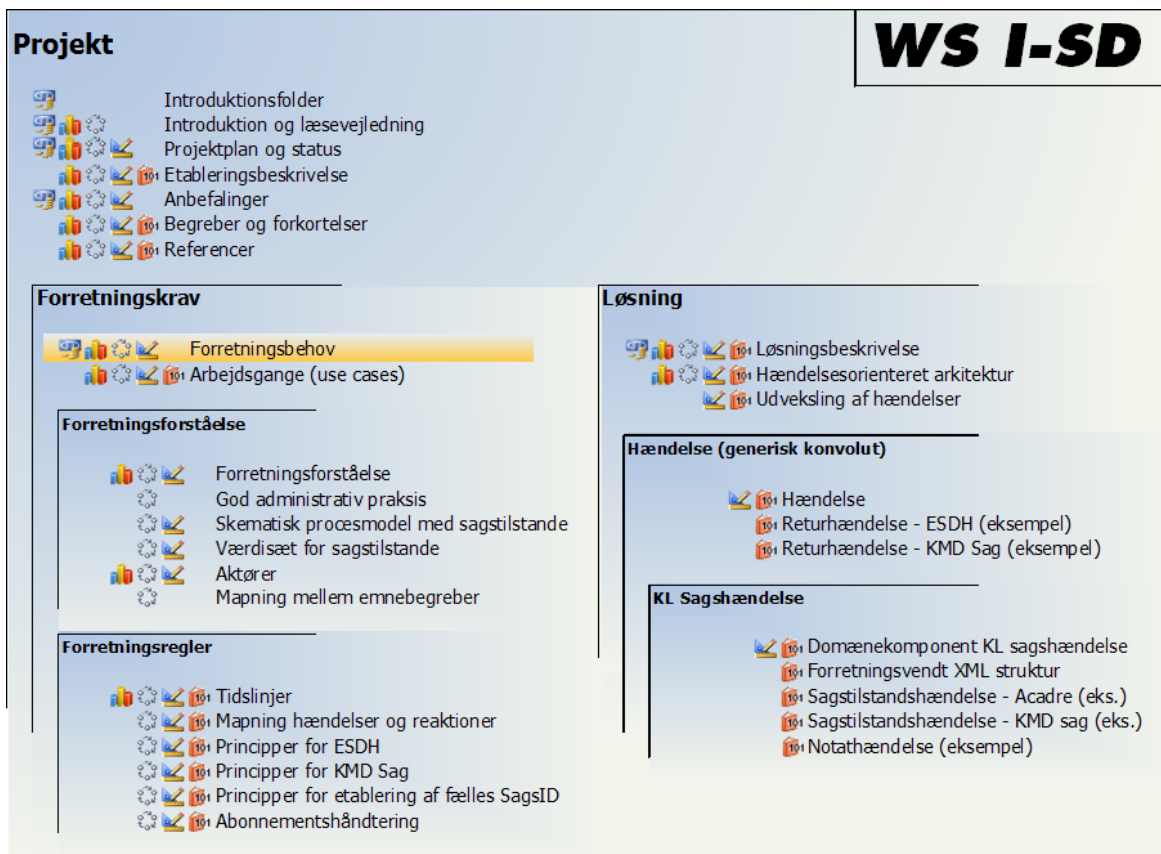 Projekt
WS I-SD
Introduktionsfolder
Introduktion og læsevejledning
Projektplan og status
Etableringsbeskrivelse
Anbefalinger
Begreber og forkortelser
Referencer
Forretningskrav
Forretningsbehov
Arbejdsgange (use cases)
Forretningsforståelse
Forretningsforståelse
God administrativ praksis
Skematisk procesmodel med sagstilstande
Værdisæt for sagstilstande
Aktører
Mapning mellem emnebegreber
Forretningsregler
Tidslinjer
Mapning hændelser og reaktioner
Principper for ESDH
Principper for KMD Sag
Principper for etablering af fælles SagsID
Abonnementshåndtering
Løsning
Løsningsbeskrivelse
Hændelsesorienteret arkitektur
Udveksling af hændelser
Hændelse (generisk konvolut)
Hændelse
Returhændelse - ESDH (eksempel)
Returhændelse - KMD Sag (eksempel)
KL Sagshændelse
Domænekomponent KL sagshændelse
Forretningsvendt XML struktur
Sagstilstandshændelse - Acadre (eks.)
Sagstilstandshændelse - KMD sag (eks.)
Notathændelse (eksempel)